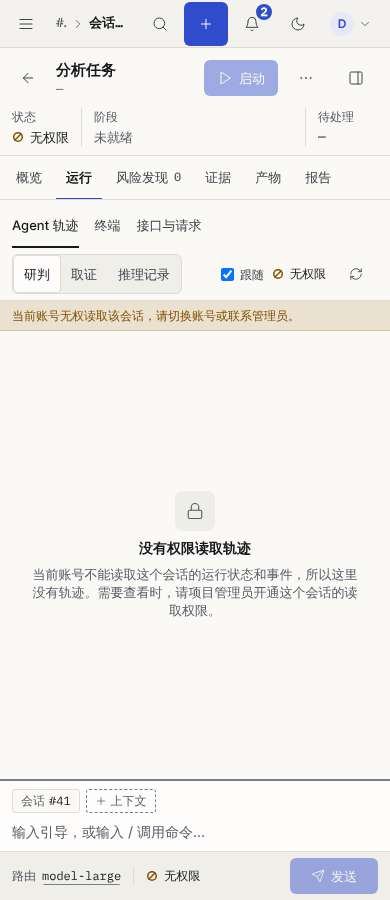 #. 会话…
2
D
分析任务
—
启动
状态
无权限
阶段
未就绪
待处理
—
概览 运行 风险发现 0 证据 产物 报告
Agent 轨迹 终端 接口与请求
研判 取证 推理记录 跟随 无权限
当前账号无权读取该会话，请切换账号或联系管理员。
没有权限读取轨迹
当前账号不能读取这个会话的运行状态和事件，所以这里
没有轨迹。需要查看时，请项目管理员开通这个会话的读
取权限。
会话 #41 上下文
输入引导，或输入 / 调用命令…
路由 model-large 无权限 发送